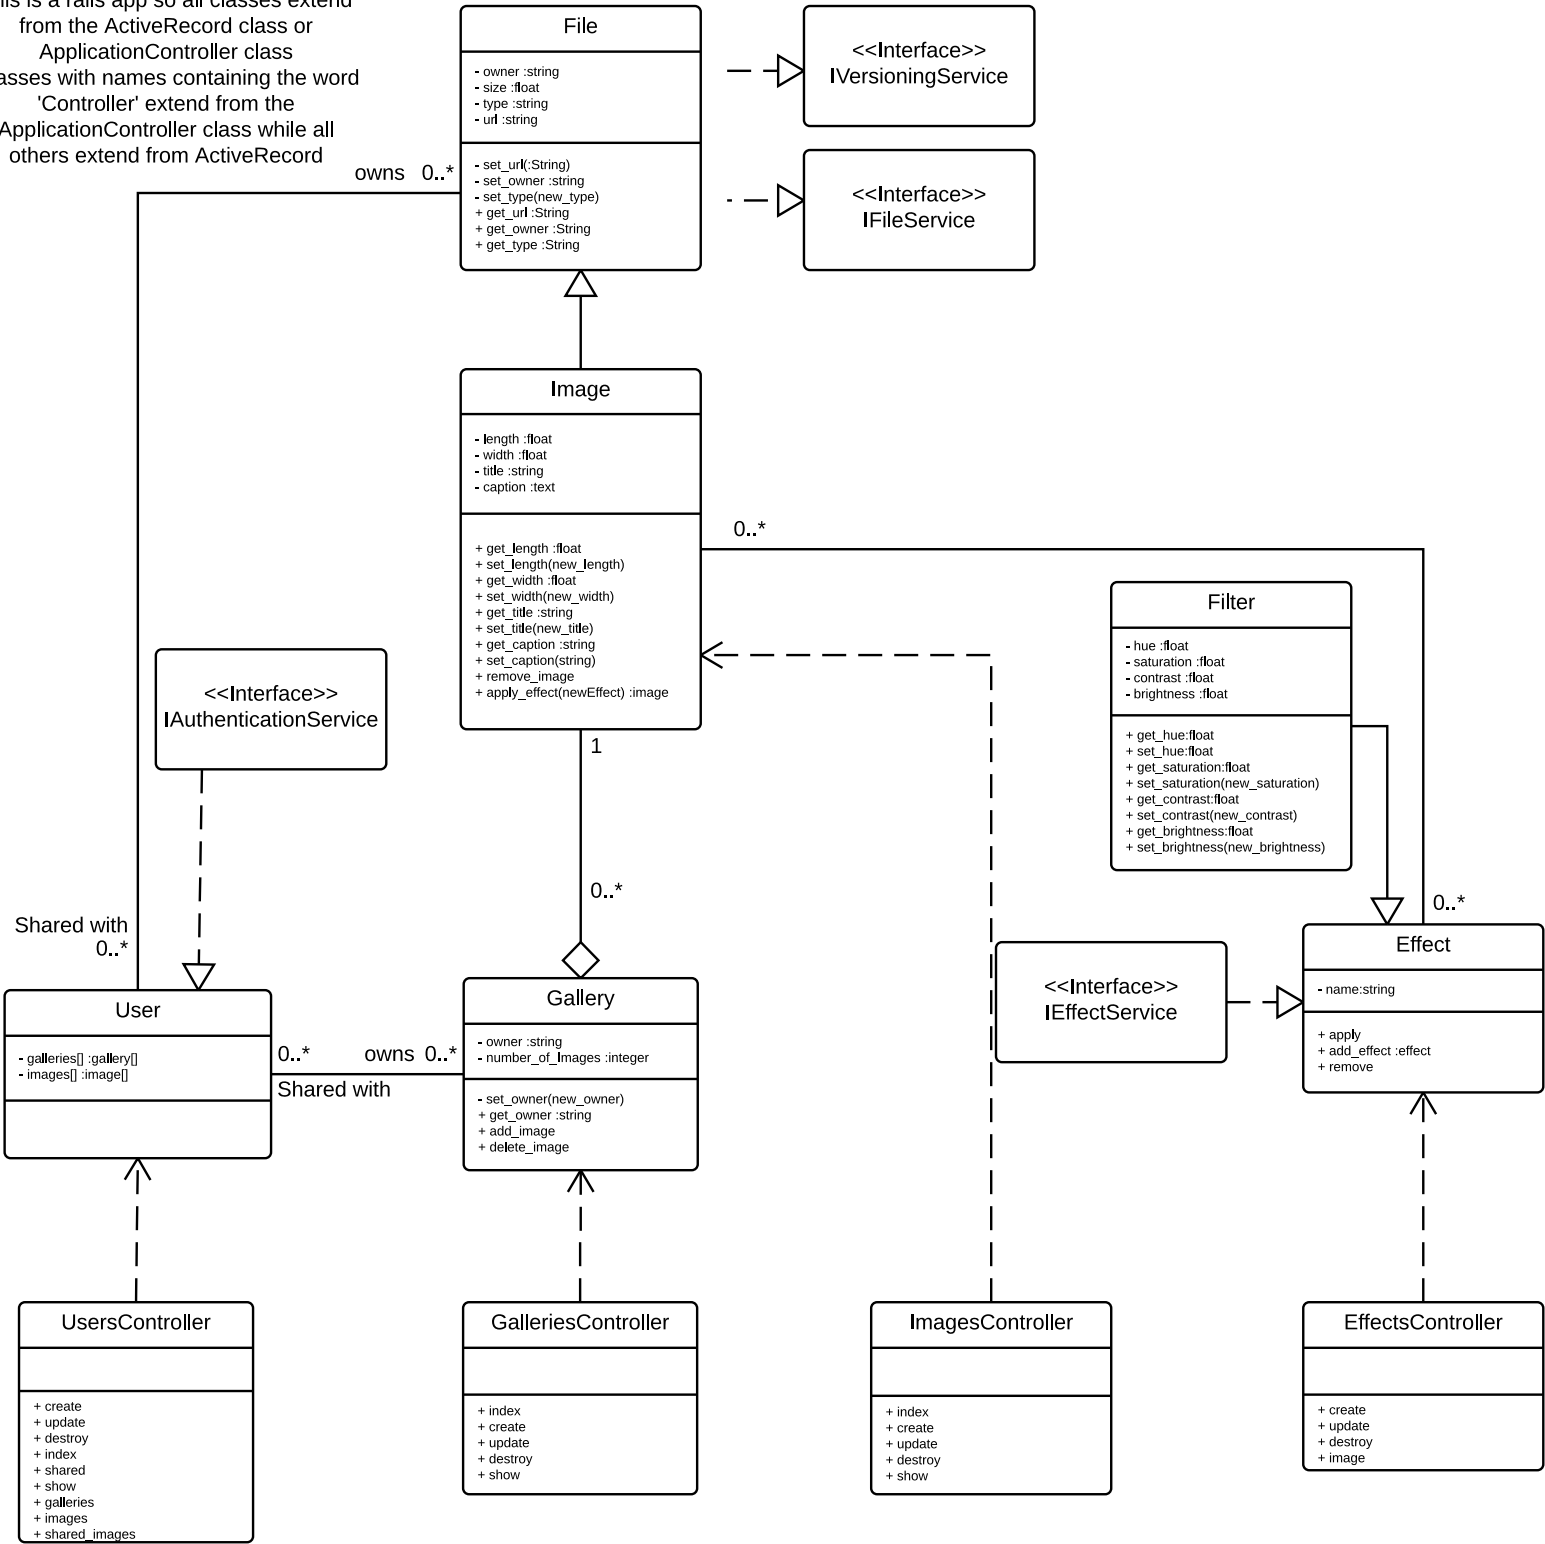 is is a rails app so all classes extend
from the ActiveRecord class or
ApplicationController class
asses with names containing the word
'Controller' extend from the
ApplicationController class while all
others extend from ActiveRecord
File
- owner :string
- size :float
- type :string
- url :string
- set_url(:String)
- set_owner :string
- set_type(new_type)
+ get_url :String
+ get_owner :String
+ get_type :String
<<Interface>>
IVersioningService
<<Interface>>
IFileService
owns 0..*
Image
- length :float
- width :float
- title :string
- caption :text
+ get_length :float
+ set_length(new_length)
+ get_width :float
+ set_width(new_width)
+ get_title :string
+ set_title(new_title)
+ get_caption :string
+ set_caption(string)
+ remove_image
+ apply_effect(newEffect) :image
0..*
Filter
- hue :float
- saturation :float
- contrast :float
- brightness :float
+ get_hue:float
+ set_hue:float
+ get_saturation:float
+ set_saturation(new_saturation)
+ get_contrast:float
+ set_contrast(new_contrast)
+ get_brightness:float
+ set_brightness(new_brightness)
<<Interface>>
IAuthenticationService
1
0..*
Shared with
0..*
0..*
User
- galleries[] :gallery[]
- images[] :image[]
0..*
owns 0..*
Shared with
Gallery
- owner :string
- number_of_Images :integer
- set_owner(new_owner)
+ get_owner :string
+ add_image
+ delete_image
<<Interface>>
IEffectService
Effect
- name:string
+ apply
+ add_effect :effect
+ remove
UsersController
+ create
+ update
+ destroy
+ index
+ shared
+ show
+ galleries
+ images
+ shared_images
GalleriesController
+ index
+ create
+ update
+ destroy
+ show
ImagesController
+ index
+ create
+ update
+ destroy
+ show
EffectsController
+ create
+ update
+ destroy
+ image